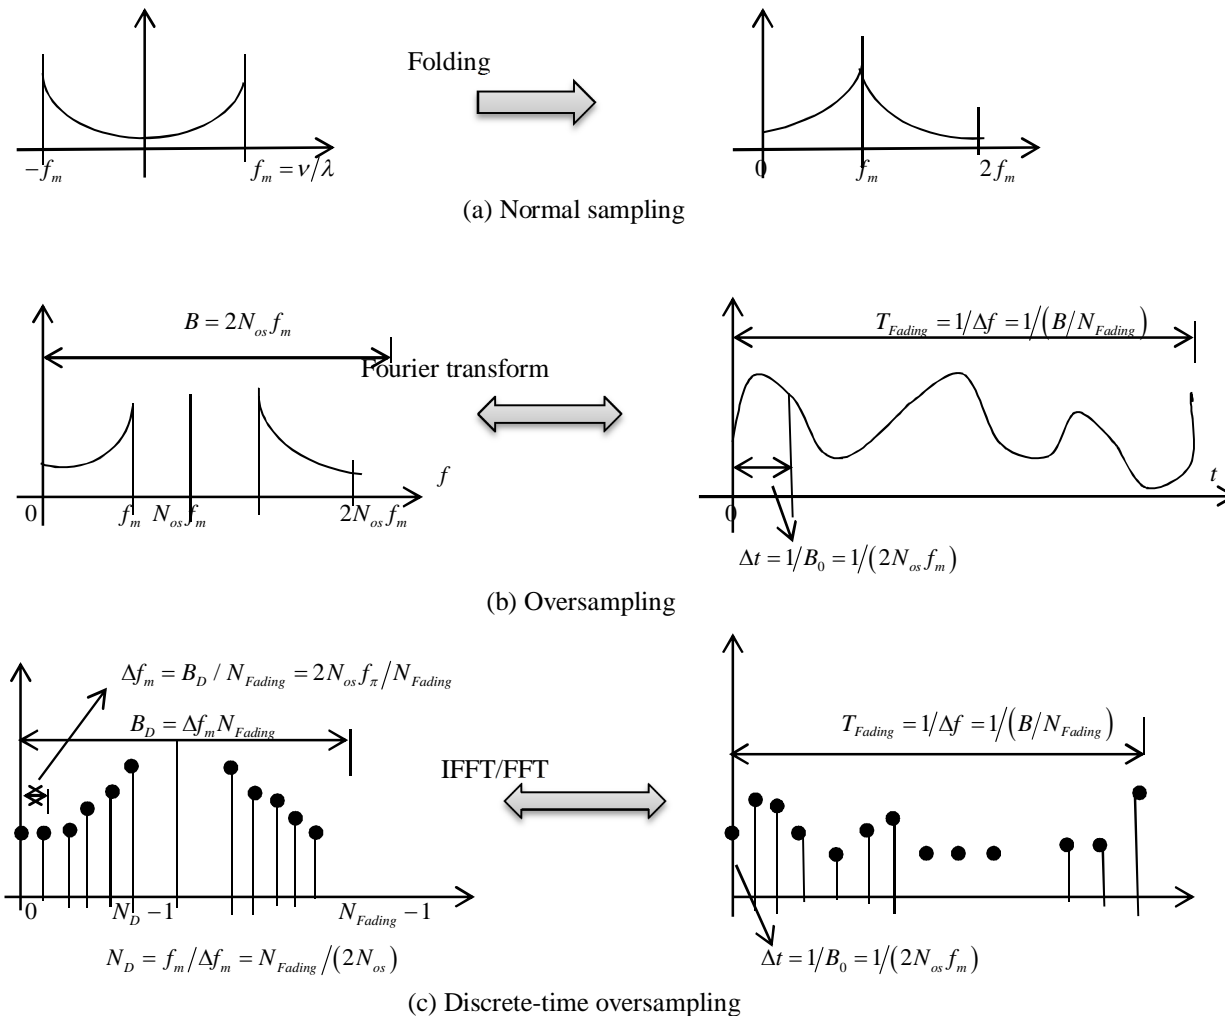 Folding
−f_m
f_m = v/λ
0
f_m
2f_m
(a) Normal sampling
B = 2N_os f_m
Fourier transform
f
0
f_m
N_os f_m
2N_os f_m
T_Fading = 1/Δf = 1/(B/N_Fading)
t
0
Δt = 1/B_0 = 1/(2N_os f_m)
(b) Oversampling
Δf_m = B_D / N_Fading = 2N_os f_π/N_Fading
B_D = Δf_m N_Fading
IFFT/FFT
0
N_D −1
N_Fading −1
N_D = f_m/Δf_m = N_Fading/(2N_os)
T_Fading = 1/Δf = 1/(B/N_Fading)
Δt = 1/B_0 = 1/(2N_os f_m)
(c) Discrete-time oversampling